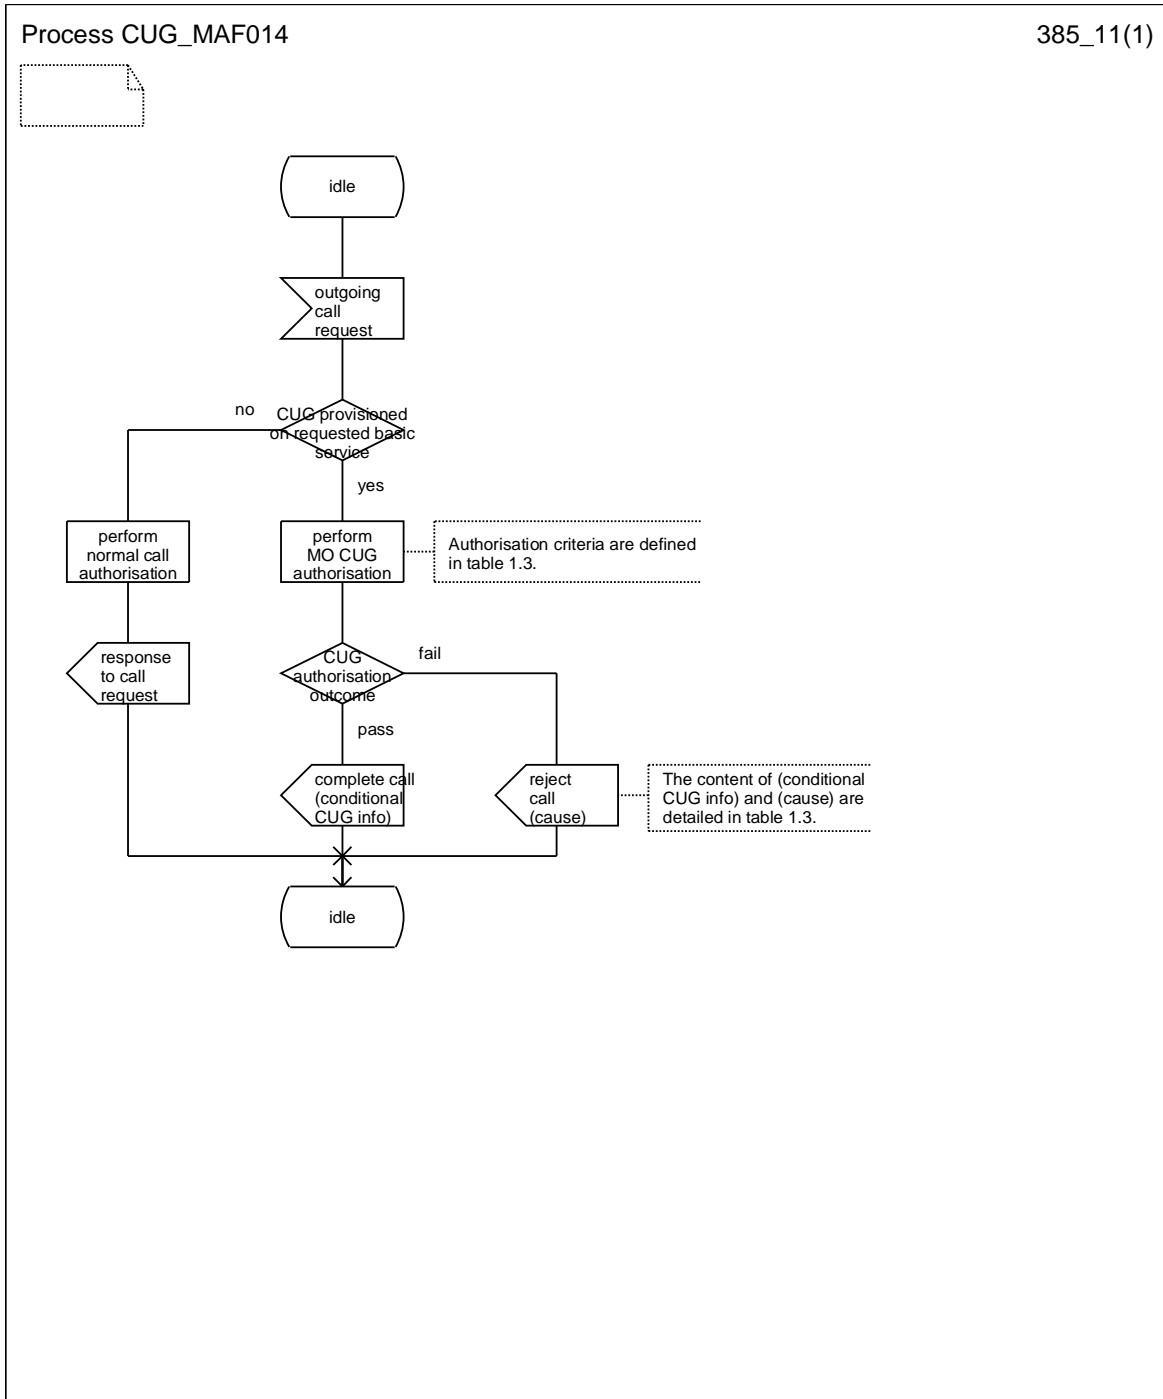 Process CUG_MAF014
385_11(1)
idle
outgoing
call
request
no
CUG provisioned
on requested basic
service
yes
perform
normal call
authorisation
perform
MO CUG
authorisation
Authorisation criteria are defined
in table 1.3.
response
to call
request
CUG
authorisation
outcome
fail
pass
complete call
(conditional
CUG info)
reject
call
(cause)
The content of (conditional
CUG info) and (cause) are
detailed in table 1.3.
idle